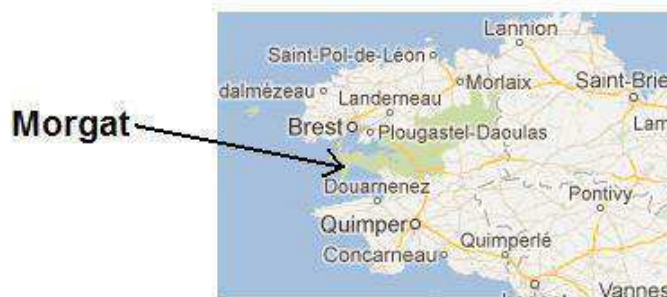 Lannion
Saint-Pol-de-Léon
Morlaix
dalmézeau
Saint-Brie
Landerneau
Morgat
Brest
Plougastel-Daoulas
Lam
Douarnenez
Pontivy
Quimper
Quimperlé
Concarneau
Vannes